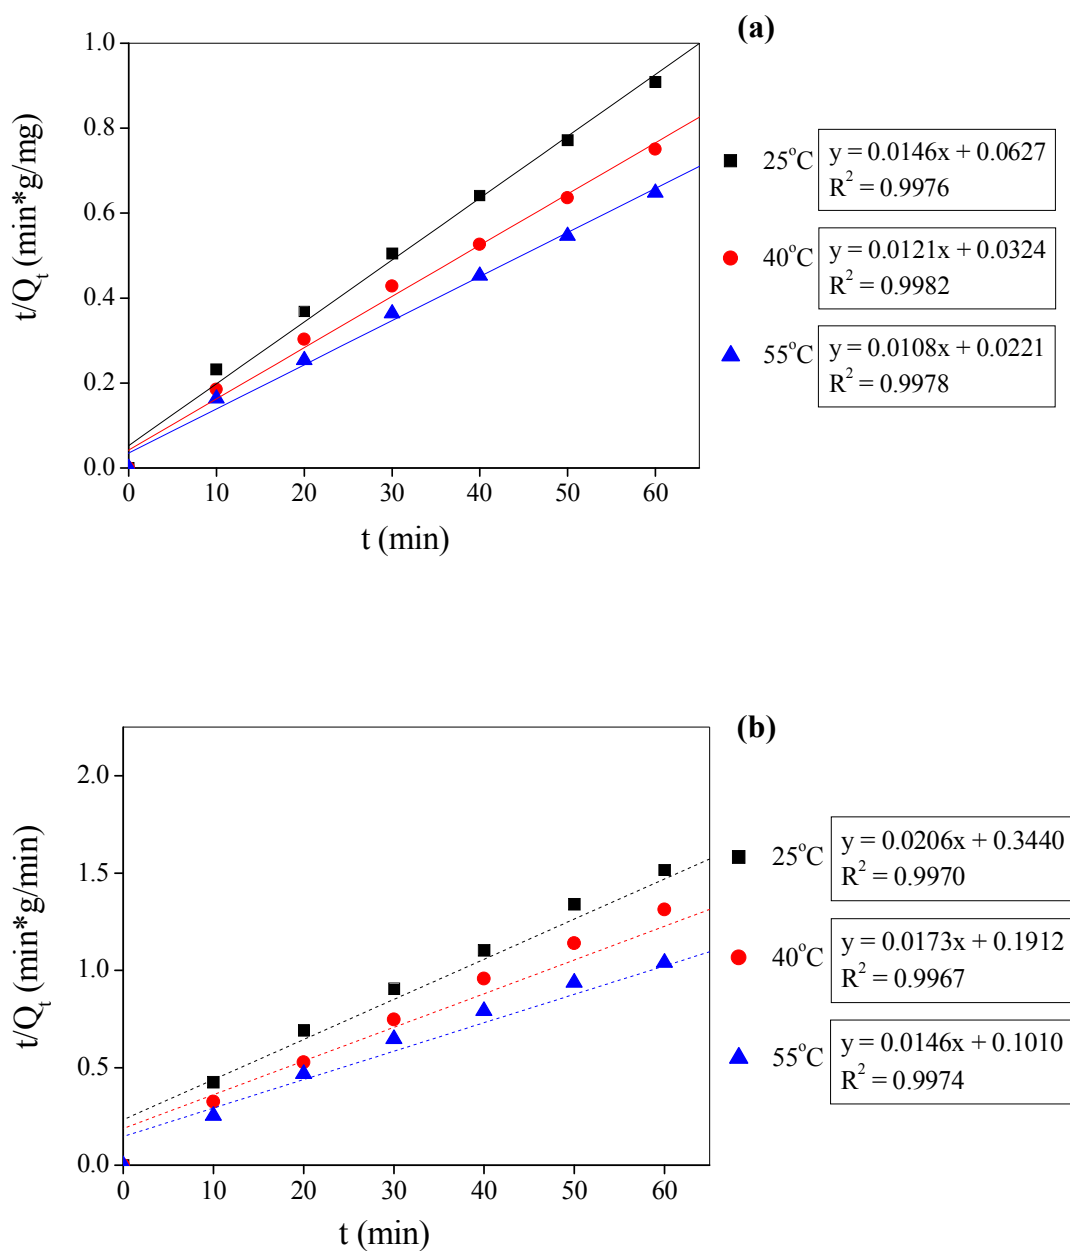 (a)
1.0
0.8
0.6
0.4
0.2
0.0
t/Qt (min*g/mg)
0 10 20 30 40 50 60
t (min)
25°C
y = 0.0146x + 0.0627
R² = 0.9976
40°C
y = 0.0121x + 0.0324
R² = 0.9982
55°C
y = 0.0108x + 0.0221
R² = 0.9978
(b)
2.0
1.5
1.0
0.5
0.0
t/Qt (min*g/min)
0 10 20 30 40 50 60
t (min)
25°C
y = 0.0206x + 0.3440
R² = 0.9970
40°C
y = 0.0173x + 0.1912
R² = 0.9967
55°C
y = 0.0146x + 0.1010
R² = 0.9974